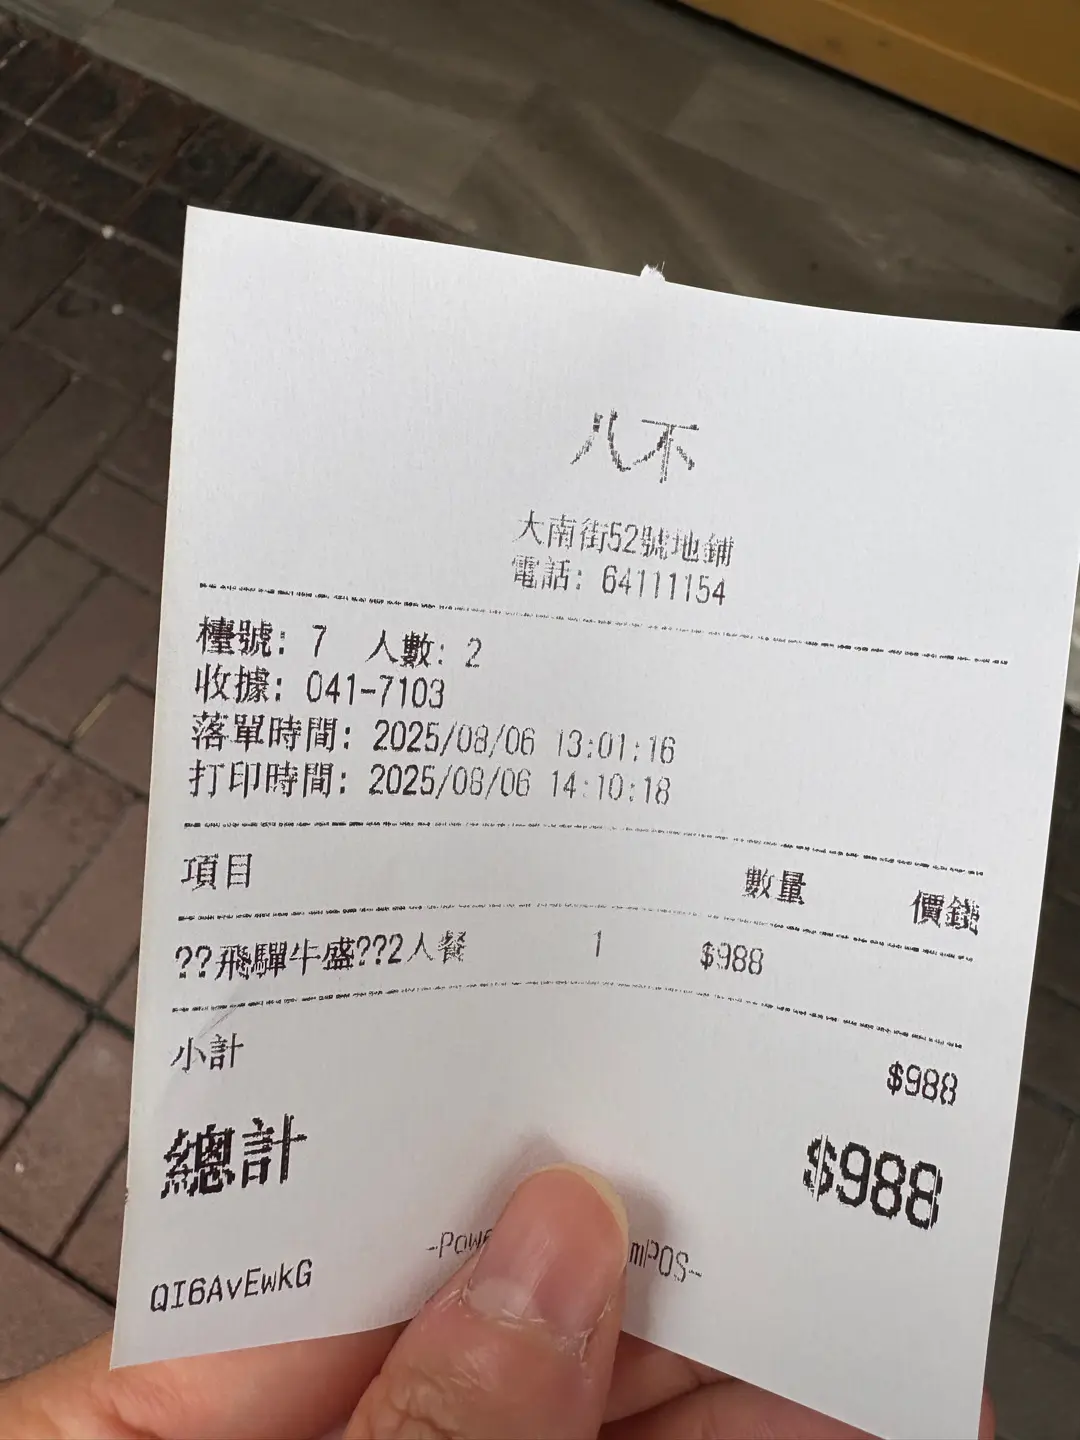 八不
大南街52號地鋪
電話: 64111154
檯號: 7 人數: 2
收據: 041-7103
落單時間: 2025/08/06 13:01:16
打印時間: 2025/08/06 14:10:18
項目 數量 價錢
??飛驒牛盛???2人餐 1 $988
小計 $988
總計 $988
mPOS--
QI6AvEwkG